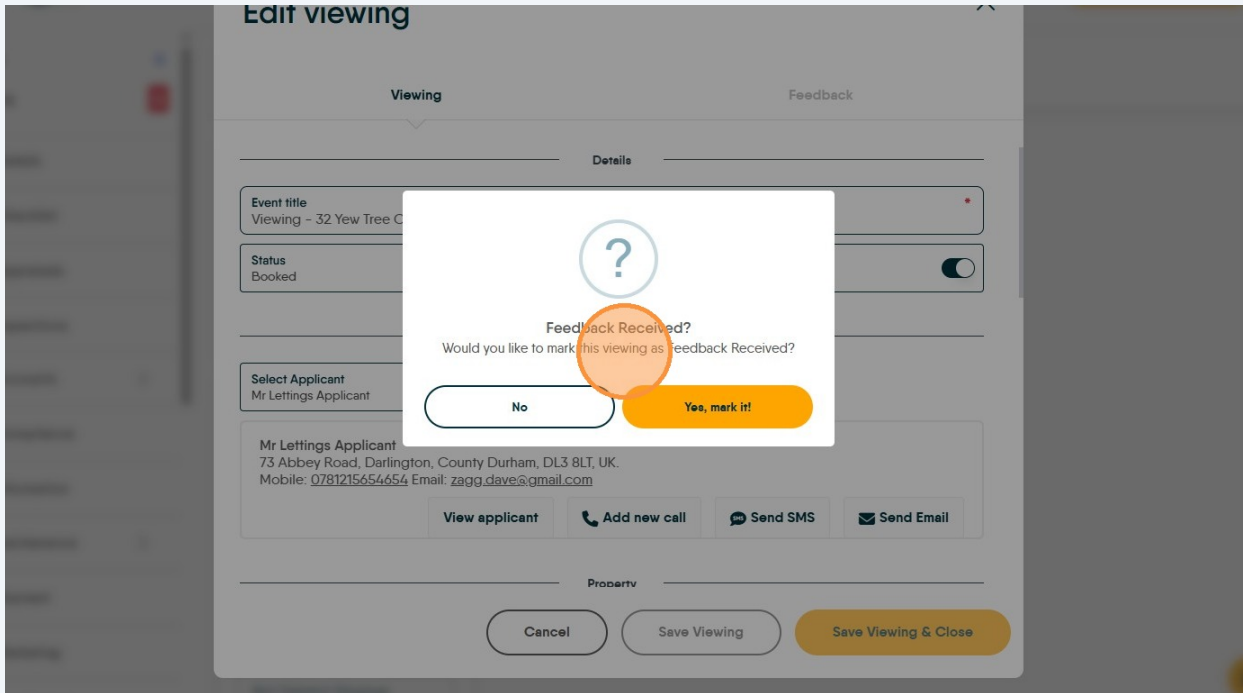 Edit viewing
Viewing
Feedback
Details
Event title
Viewing - 32 Yew Tree
Status
Booked
?
Feedback Received?
Would you like to mark this viewing as Feedback Received?
No
Yes, mark it!
Select Applicant
Mr Lettings Applicant
Mr Lettings Applicant
73 Abbey Road, Darlington, County Durham, DL3 8LT, UK.
Mobile: 0781215654654 Email: zagg.dave@gmail.com
View applicant
Add new call
SMS Send SMS
Send Email
Property
Cancel
Save Viewing
Save Viewing & Close